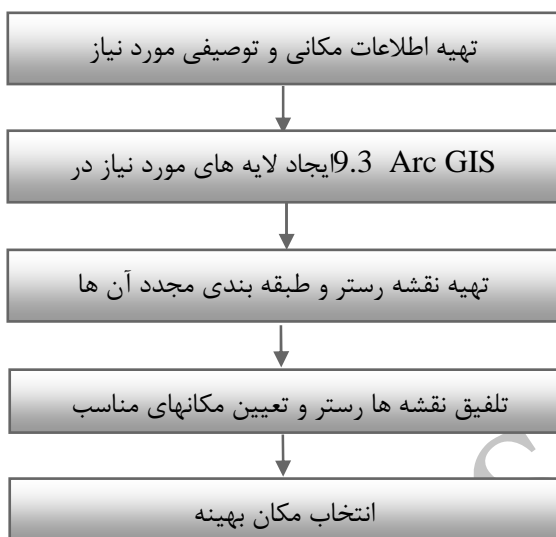 تهیه اطلاعات مکانی و توصیفی مورد نیاز
ایجاد لایه های مورد نیاز در 9.3 Arc GIS
تهیه نقشه رستر و طبقه بندی مجدد آن ها
تلفیق نقشه ها رستر و تعیین مکانهای مناسب
انتخاب مکان بهینه